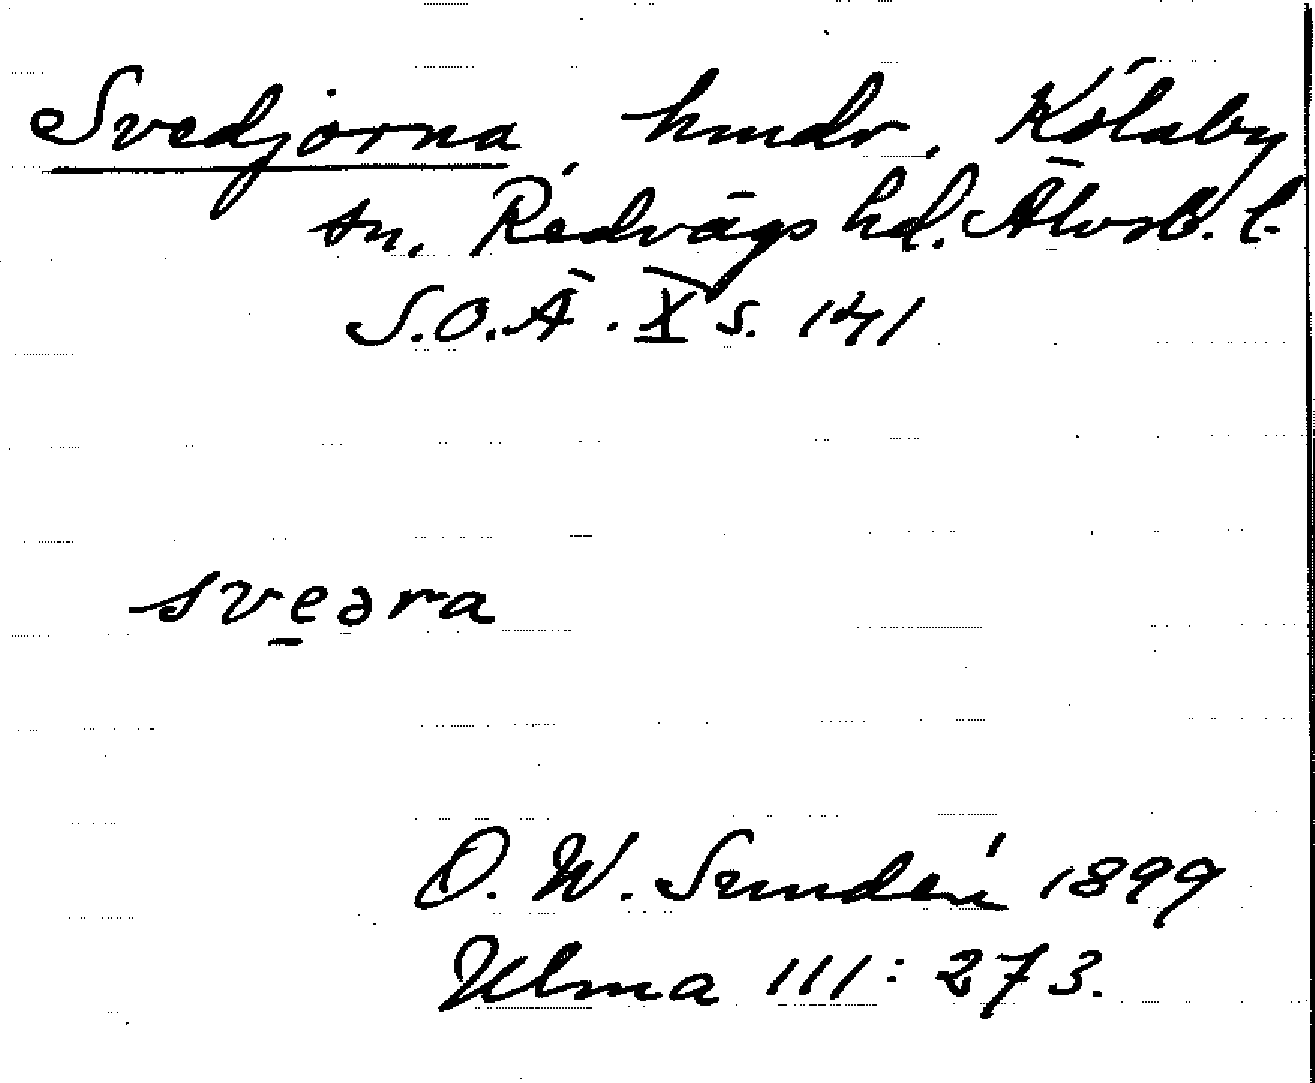 Svedjorna, hmdr. Kölaby
sn. Redvägs hd. Älvsb. l.
S.O.Ä. X s. 141
sveəra
O. W. Sundén 1899
Ulma 111:273.